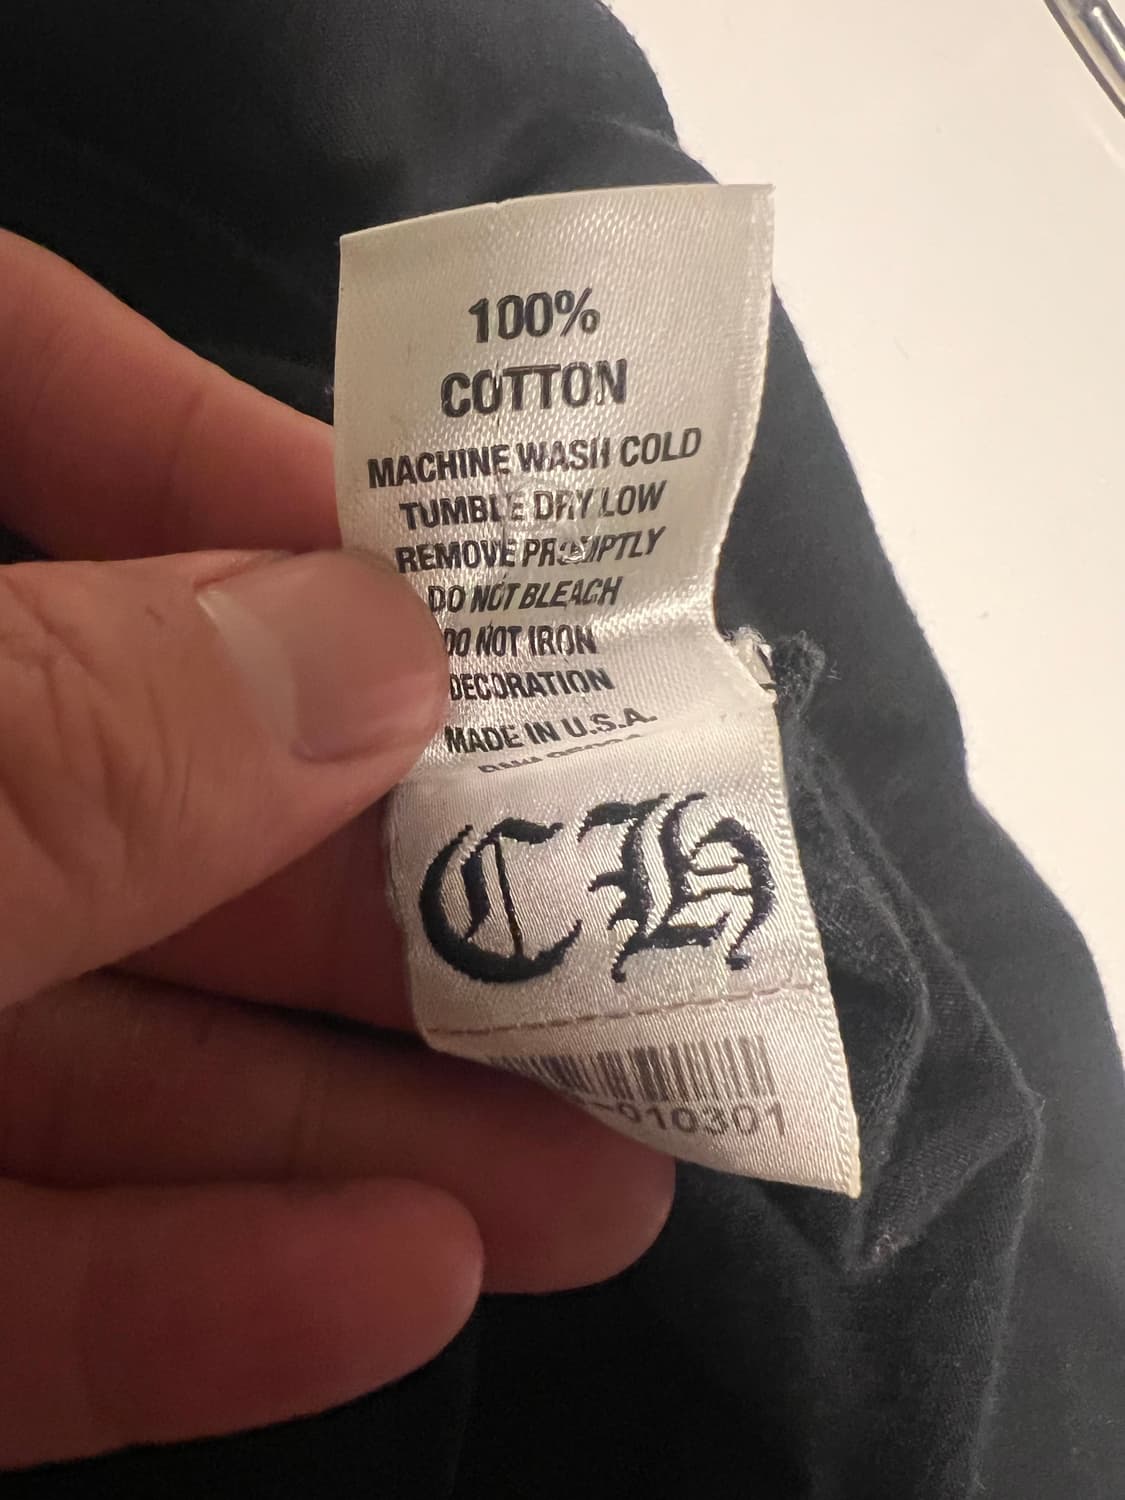 100%
COTTON
MACHINE WASH COLD
TUMBLE DRY LOW
REMOVE PROMPTLY
DO NOT BLEACH
DO NOT IRON
DECORATION
MADE IN U.S.A.
CH
-010301